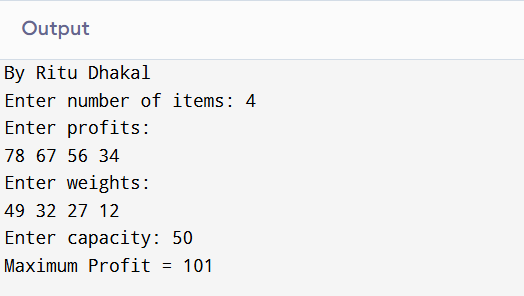 Output
By Ritu Dhakal
Enter number of items: 4
Enter profits:
78 67 56 34
Enter weights:
49 32 27 12
Enter capacity: 50
Maximum Profit = 101